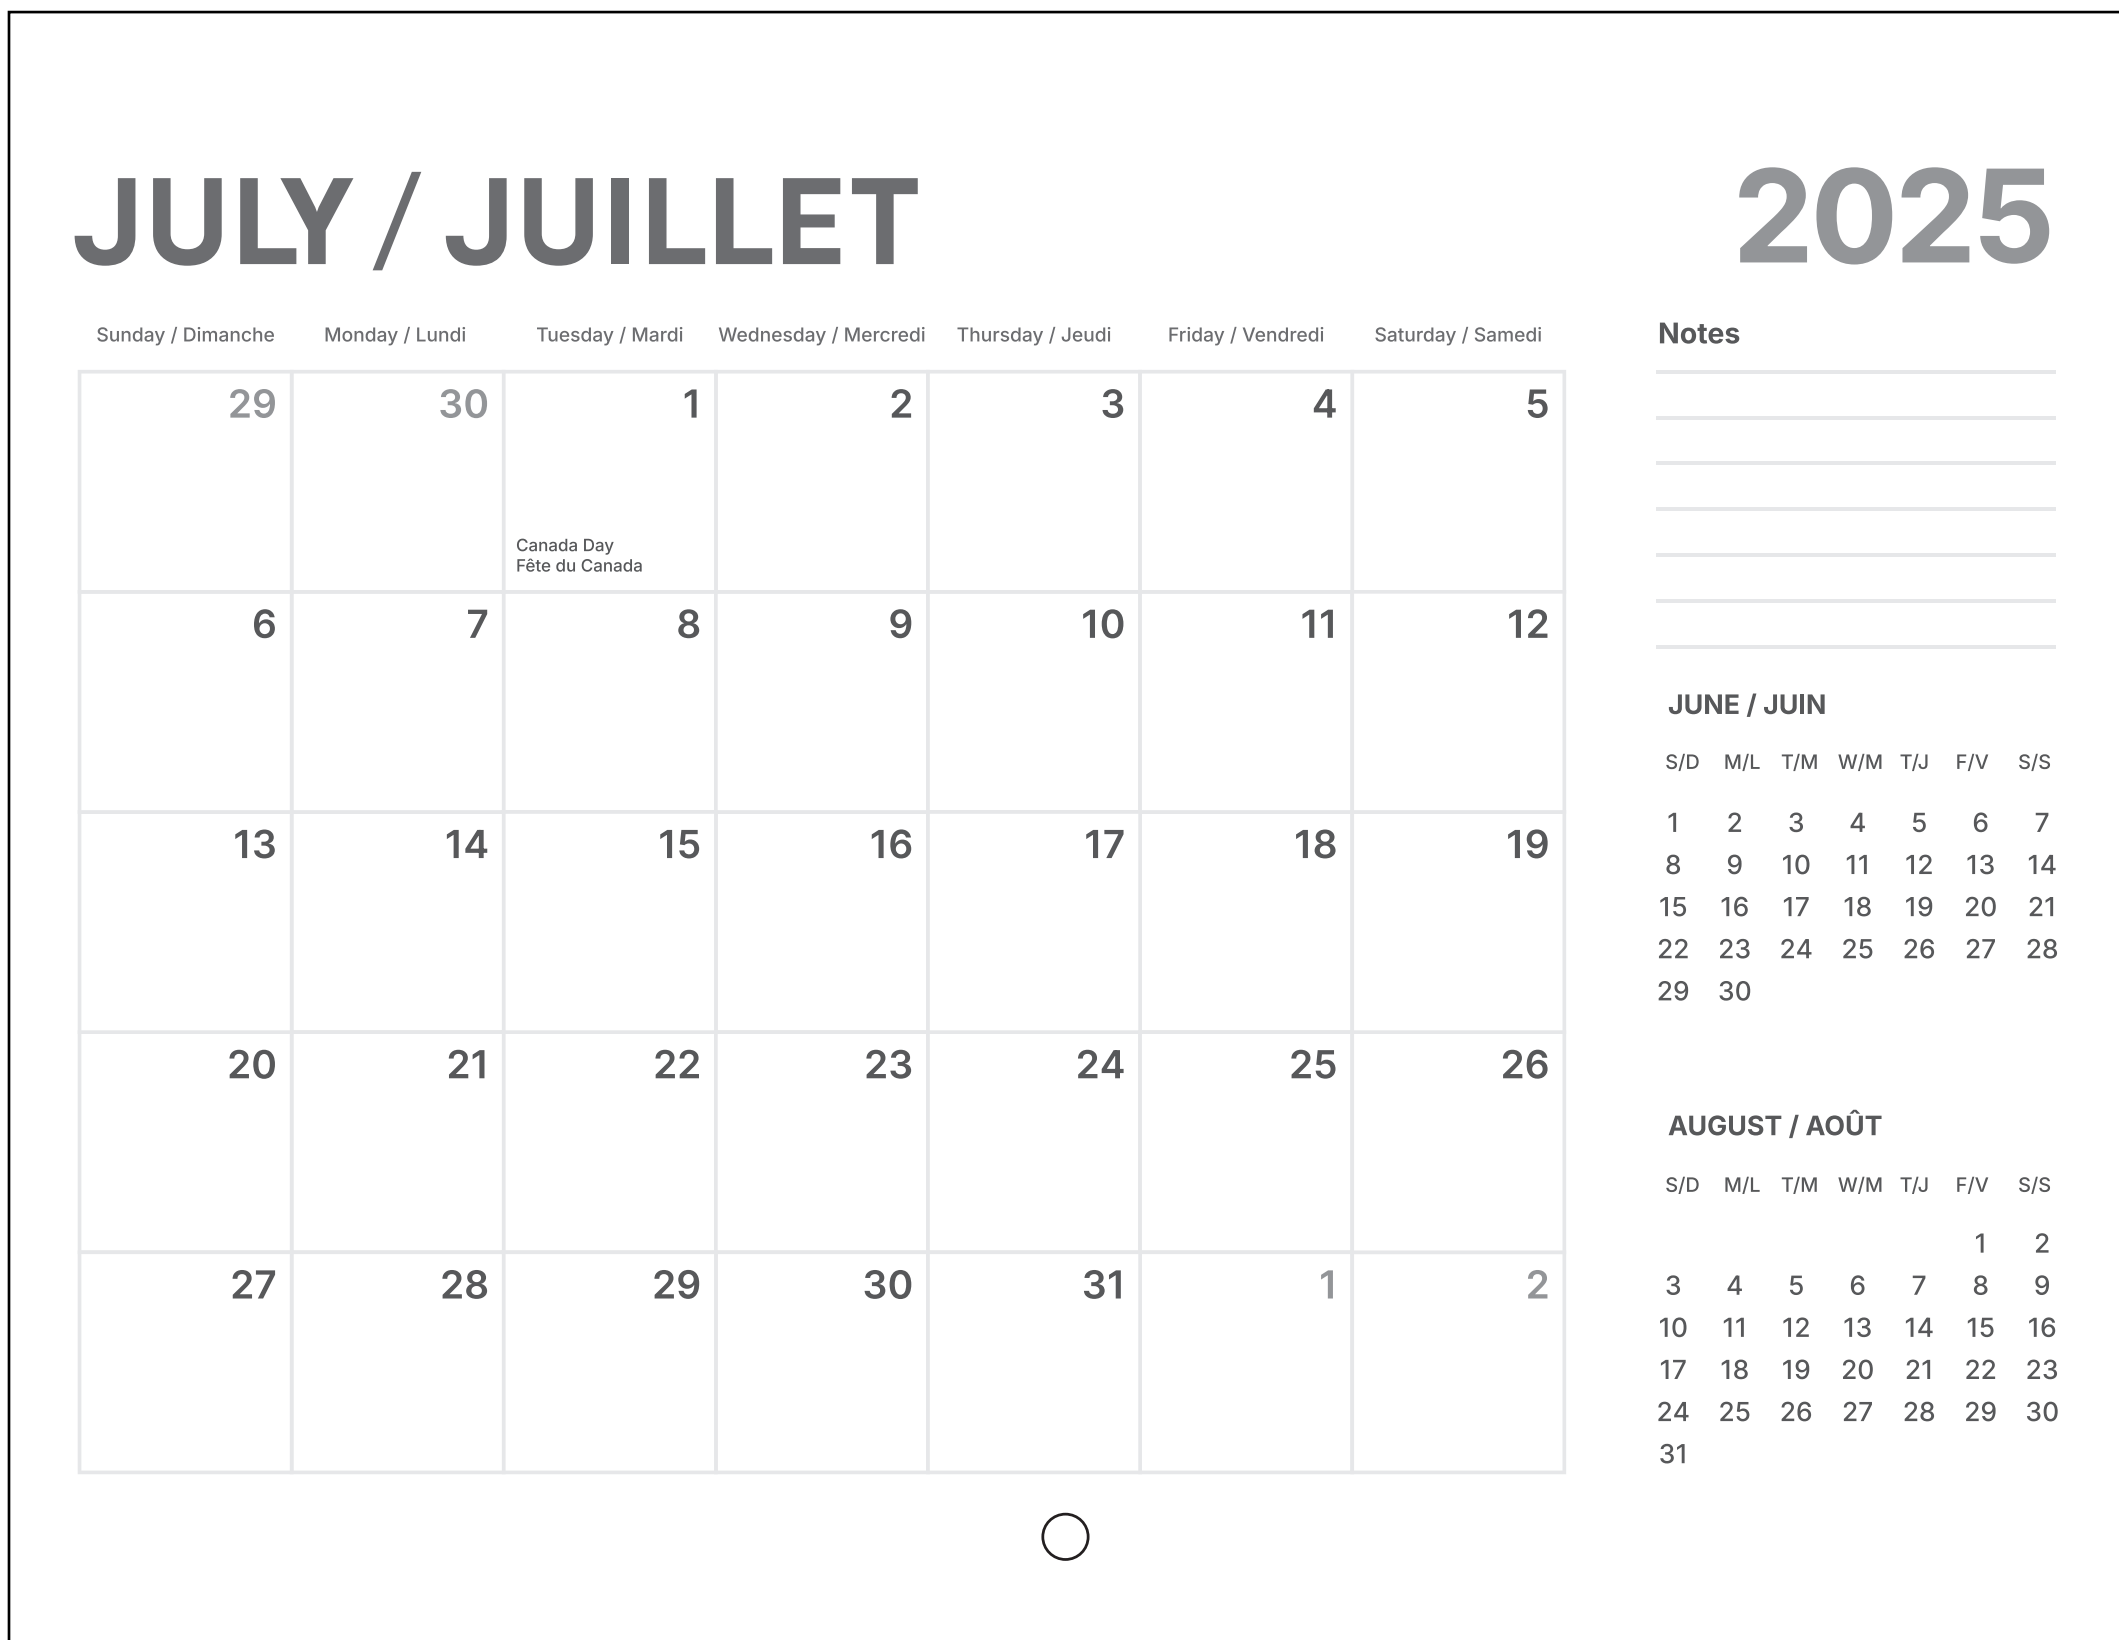 JULY / JUILLET
2025
Sunday / Dimanche Monday / Lundi Tuesday / Mardi Wednesday / Mercredi Thursday / Jeudi Friday / Vendredi Saturday / Samedi
29 30 1 2 3 4 5
Canada Day
Fête du Canada
6 7 8 9 10 11 12
13 14 15 16 17 18 19
20 21 22 23 24 25 26
27 28 29 30 31 1 2
Notes
JUNE / JUIN
S/D M/L T/M W/M T/J F/V S/S
1 2 3 4 5 6 7
8 9 10 11 12 13 14
15 16 17 18 19 20 21
22 23 24 25 26 27 28
29 30
AUGUST / AOÛT
S/D M/L T/M W/M T/J F/V S/S
1 2
3 4 5 6 7 8 9
10 11 12 13 14 15 16
17 18 19 20 21 22 23
24 25 26 27 28 29 30
31